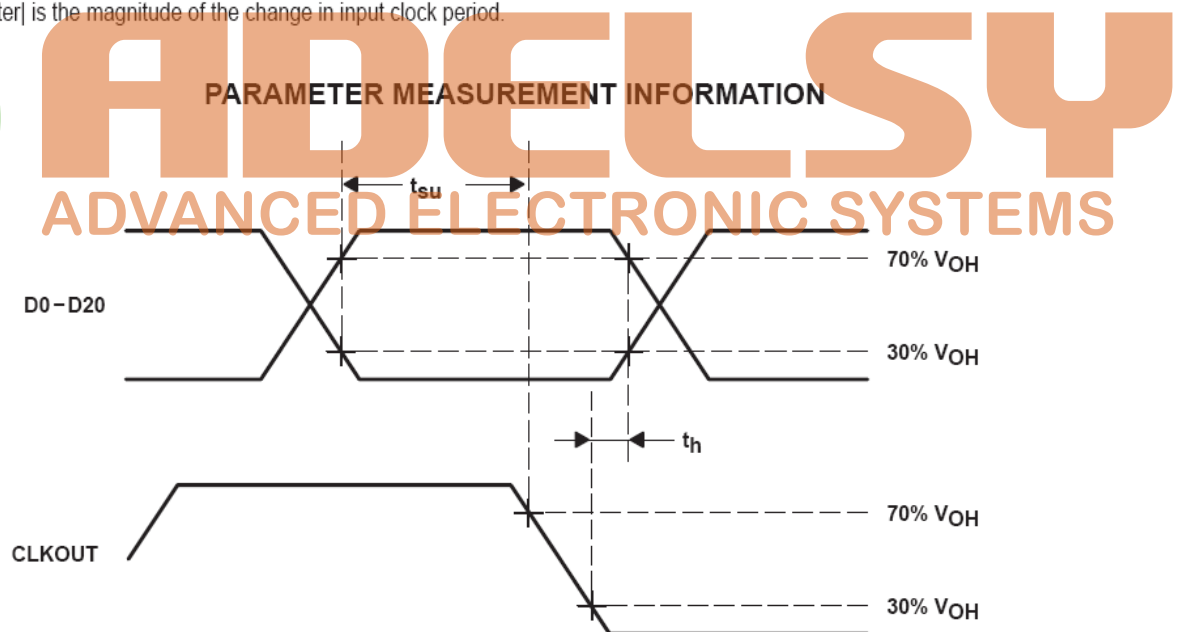 ter| is the magnitude of the change in input clock period.
ADELSY
ADVANCED ELECTRONIC SYSTEMS
PARAMETER MEASUREMENT INFORMATION
tsu
70% VOH
D0−D20
30% VOH
th
70% VOH
CLKOUT
30% VOH